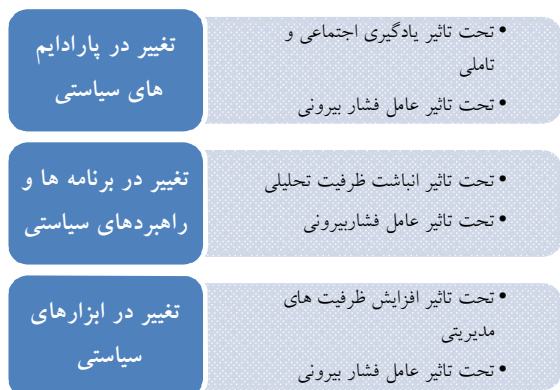 تغییر در پارادایم
های سیاستی
•تحت تاثیر یادگیری اجتماعی و
تاملی
•تحت تاثیر عامل فشار بیرونی
تغییر در برنامه ها و
راهبردهای سیاستی
•تحت تاثیر انباشت ظرفیت تحلیلی
•تحت تاثیر عامل فشاربیرونی
تغییر در ابزارهای
سیاستی
•تحت تاثیر افزایش ظرفیت های
مدیریتی
•تحت تاثیر عامل فشار بیرونی